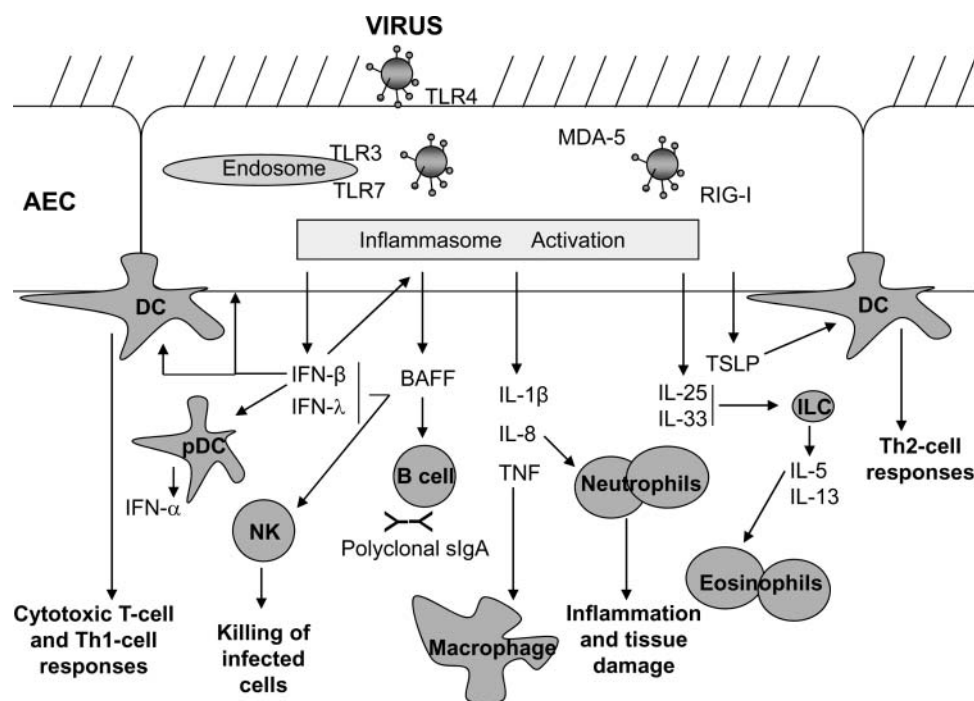 VIRUS
TLR4
TLR3
Endosome
TLR7
MDA-5
RIG-I
AEC
Inflammasome Activation
DC
DC
IFN-β
IFN-λ
BAFF
IL-1β
IL-8
TNF
TSLP
IL-25
IL-33
ILC
IL-5
IL-13
pDC
IFN-α
NK
B cell
Polyclonal sIgA
Neutrophils
Eosinophils
Macrophage
Cytotoxic T-cell
and Th1-cell
responses
Killing of
infected
cells
Inflammation
and tissue
damage
Th2-cell
responses